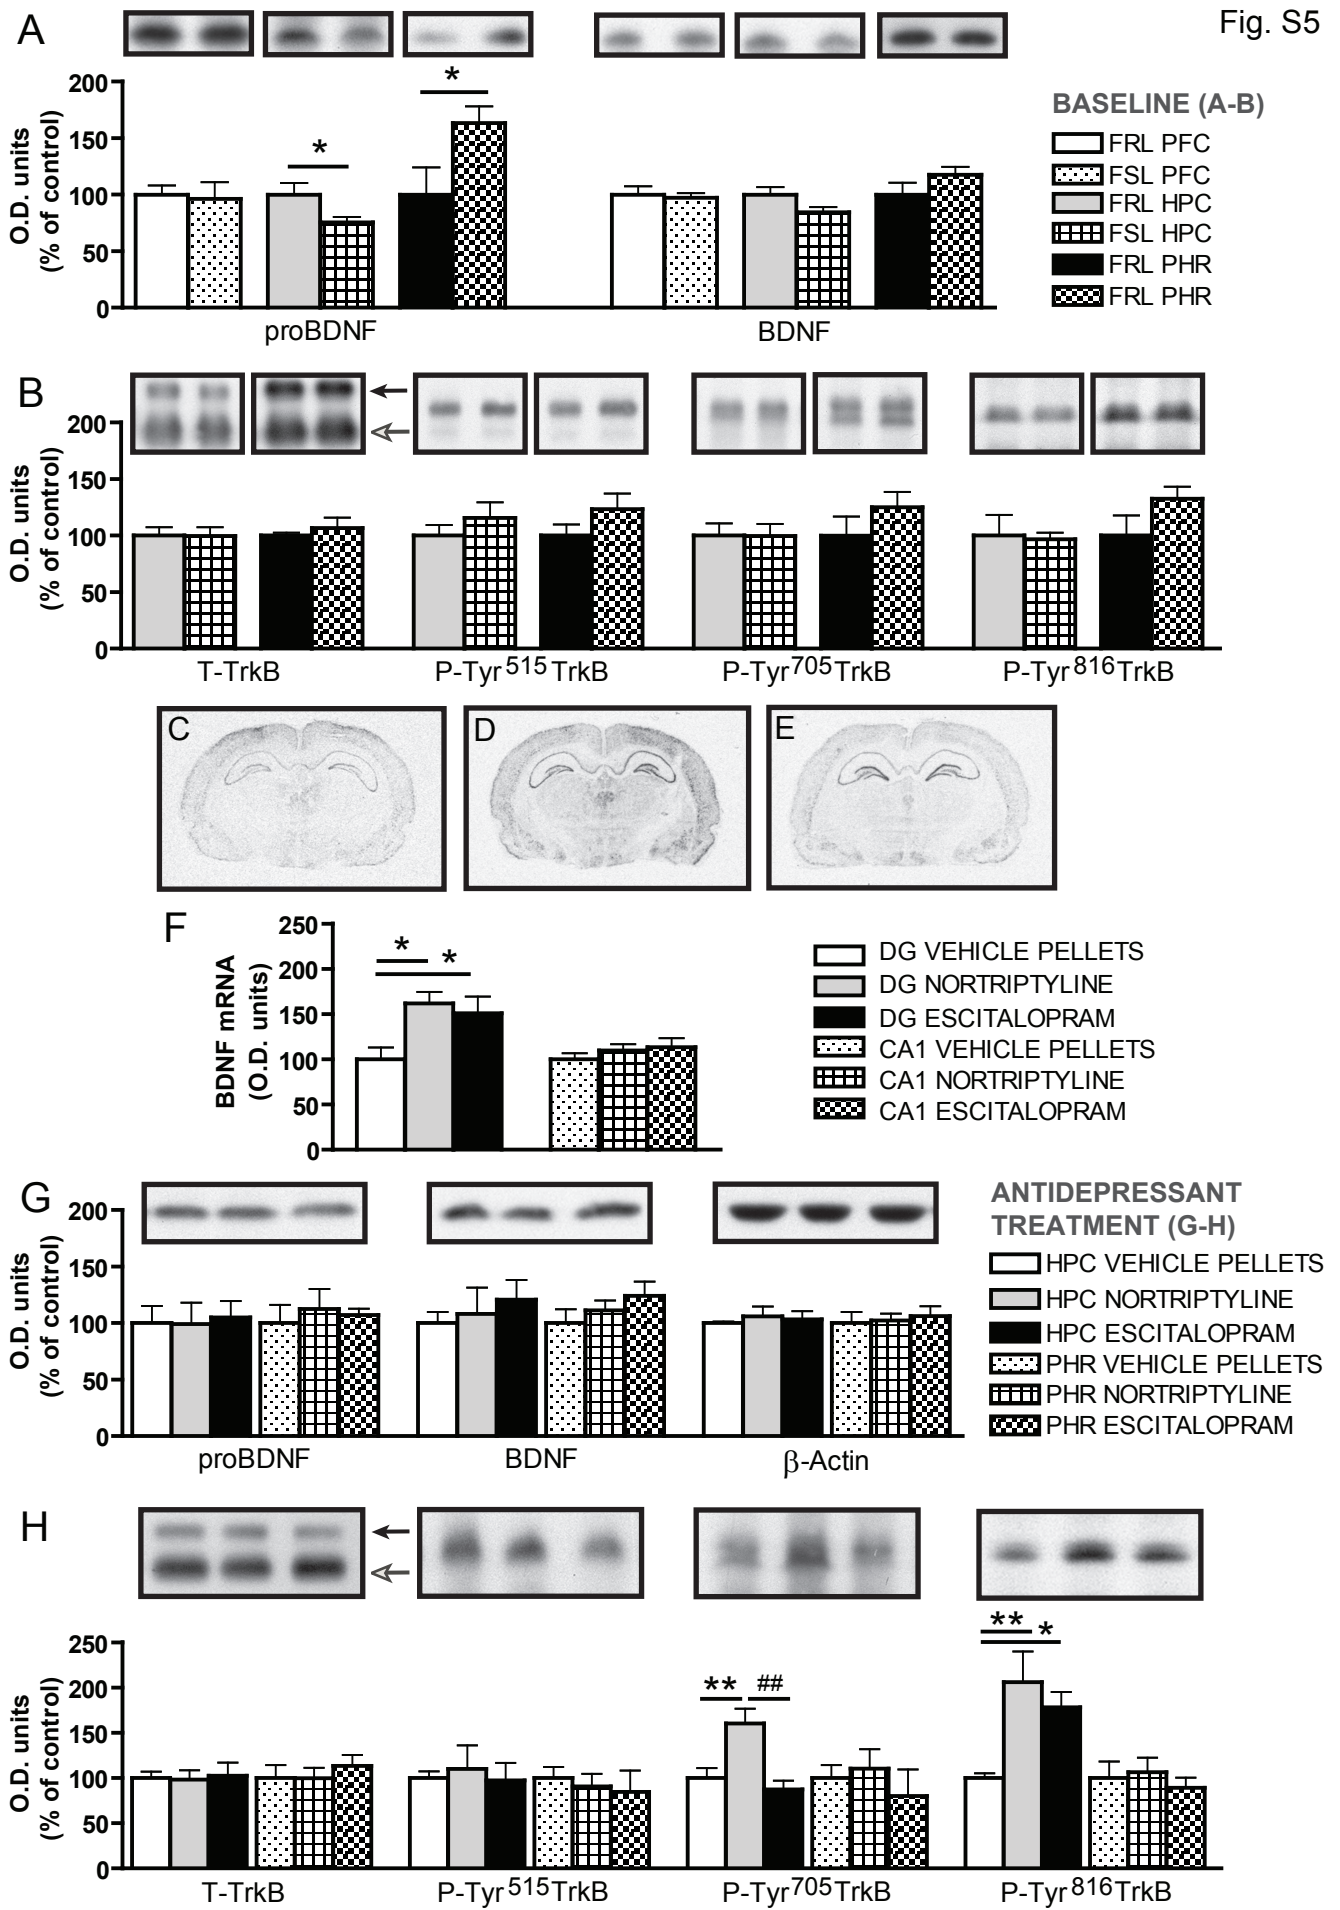 Fig. S5
A
*
*
200
150
100
50
0
O.D. units
(% of control)
proBDNF
BDNF
BASELINE (A-B)
FRL PFC
FSL PFC
FRL HPC
FSL HPC
FRL PHR
FRL PHR
B
200
150
100
50
0
O.D. units
(% of control)
T-TrkB
P-Tyr515TrkB
P-Tyr705TrkB
P-Tyr816TrkB
C
D
E
F
*
*
250
200
150
100
50
0
BDNF mRNA
(O.D. units)
DG VEHICLE PELLETS
DG NORTRIPTYLINE
DG ESCITALOPRAM
CA1 VEHICLE PELLETS
CA1 NORTRIPTYLINE
CA1 ESCITALOPRAM
G
200
150
100
50
0
O.D. units
(% of control)
proBDNF
BDNF
β-Actin
ANTIDEPRESSANT
TREATMENT (G-H)
HPC VEHICLE PELLETS
HPC NORTRIPTYLINE
HPC ESCITALOPRAM
PHR VEHICLE PELLETS
PHR NORTRIPTYLINE
PHR ESCITALOPRAM
H
**
##
**
*
250
200
150
100
50
0
O.D. units
(% of control)
T-TrkB
P-Tyr515TrkB
P-Tyr705TrkB
P-Tyr816TrkB